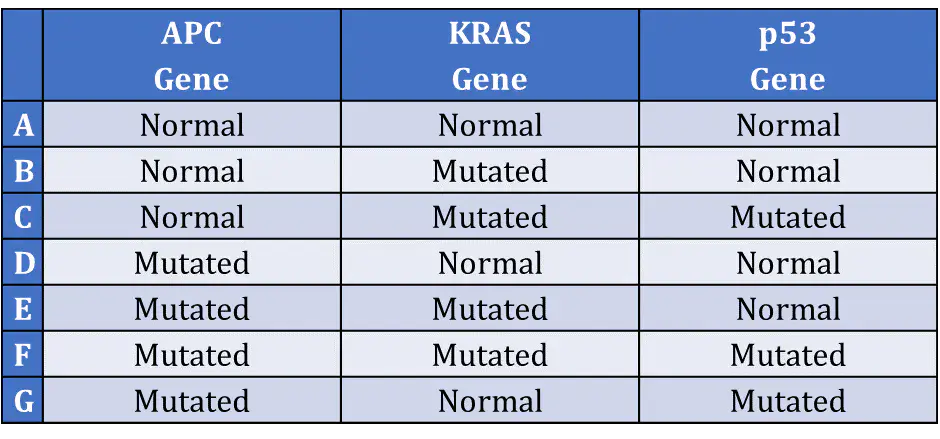 APC KRAS p53
Gene Gene Gene
A Normal Normal Normal
B Normal Mutated Normal
C Normal Mutated Mutated
D Mutated Normal Normal
E Mutated Mutated Normal
F Mutated Mutated Mutated
G Mutated Normal Mutated